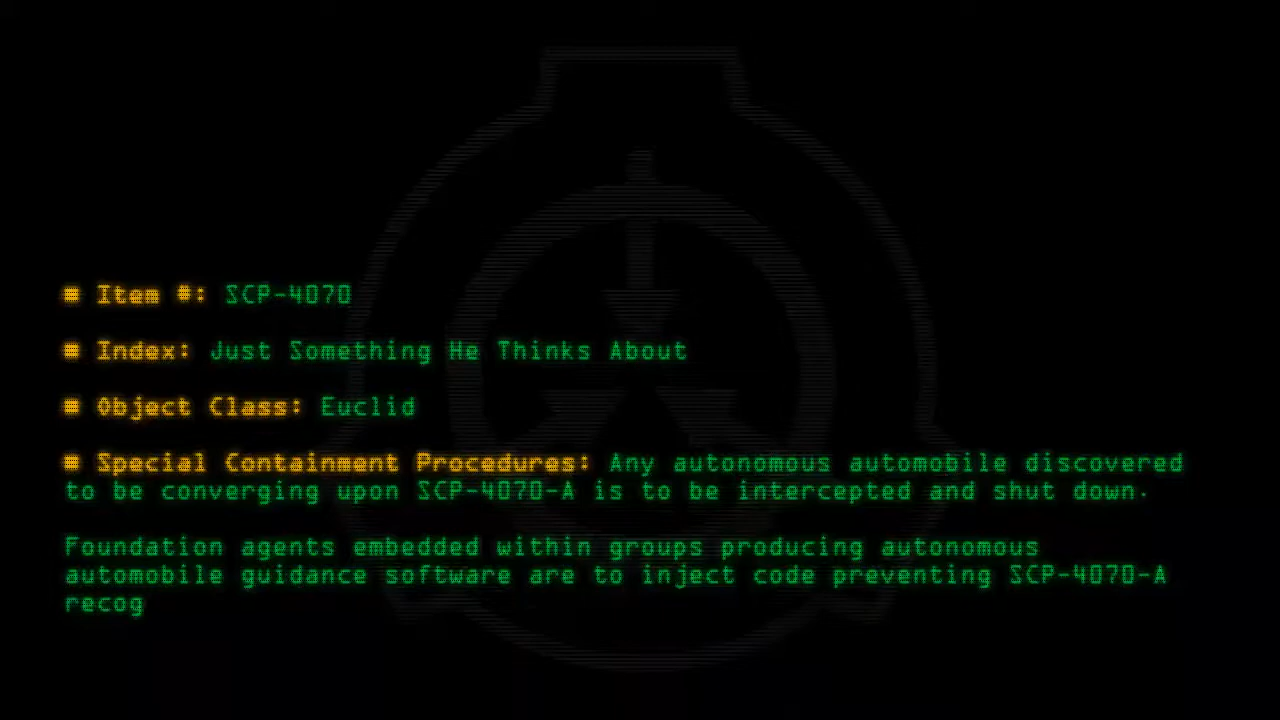 # Item #: SCP-4070
# Index: Just Something He Thinks About
# Object Class: Euclid
# Special Containment Procedures: Any autonomous automobile discovered
to be converging upon SCP-4070-A is to be intercepted and shut down.
Foundation agents embedded within groups producing autonomous
automobile guidance software are to inject code preventing SCP-4070-A
recog